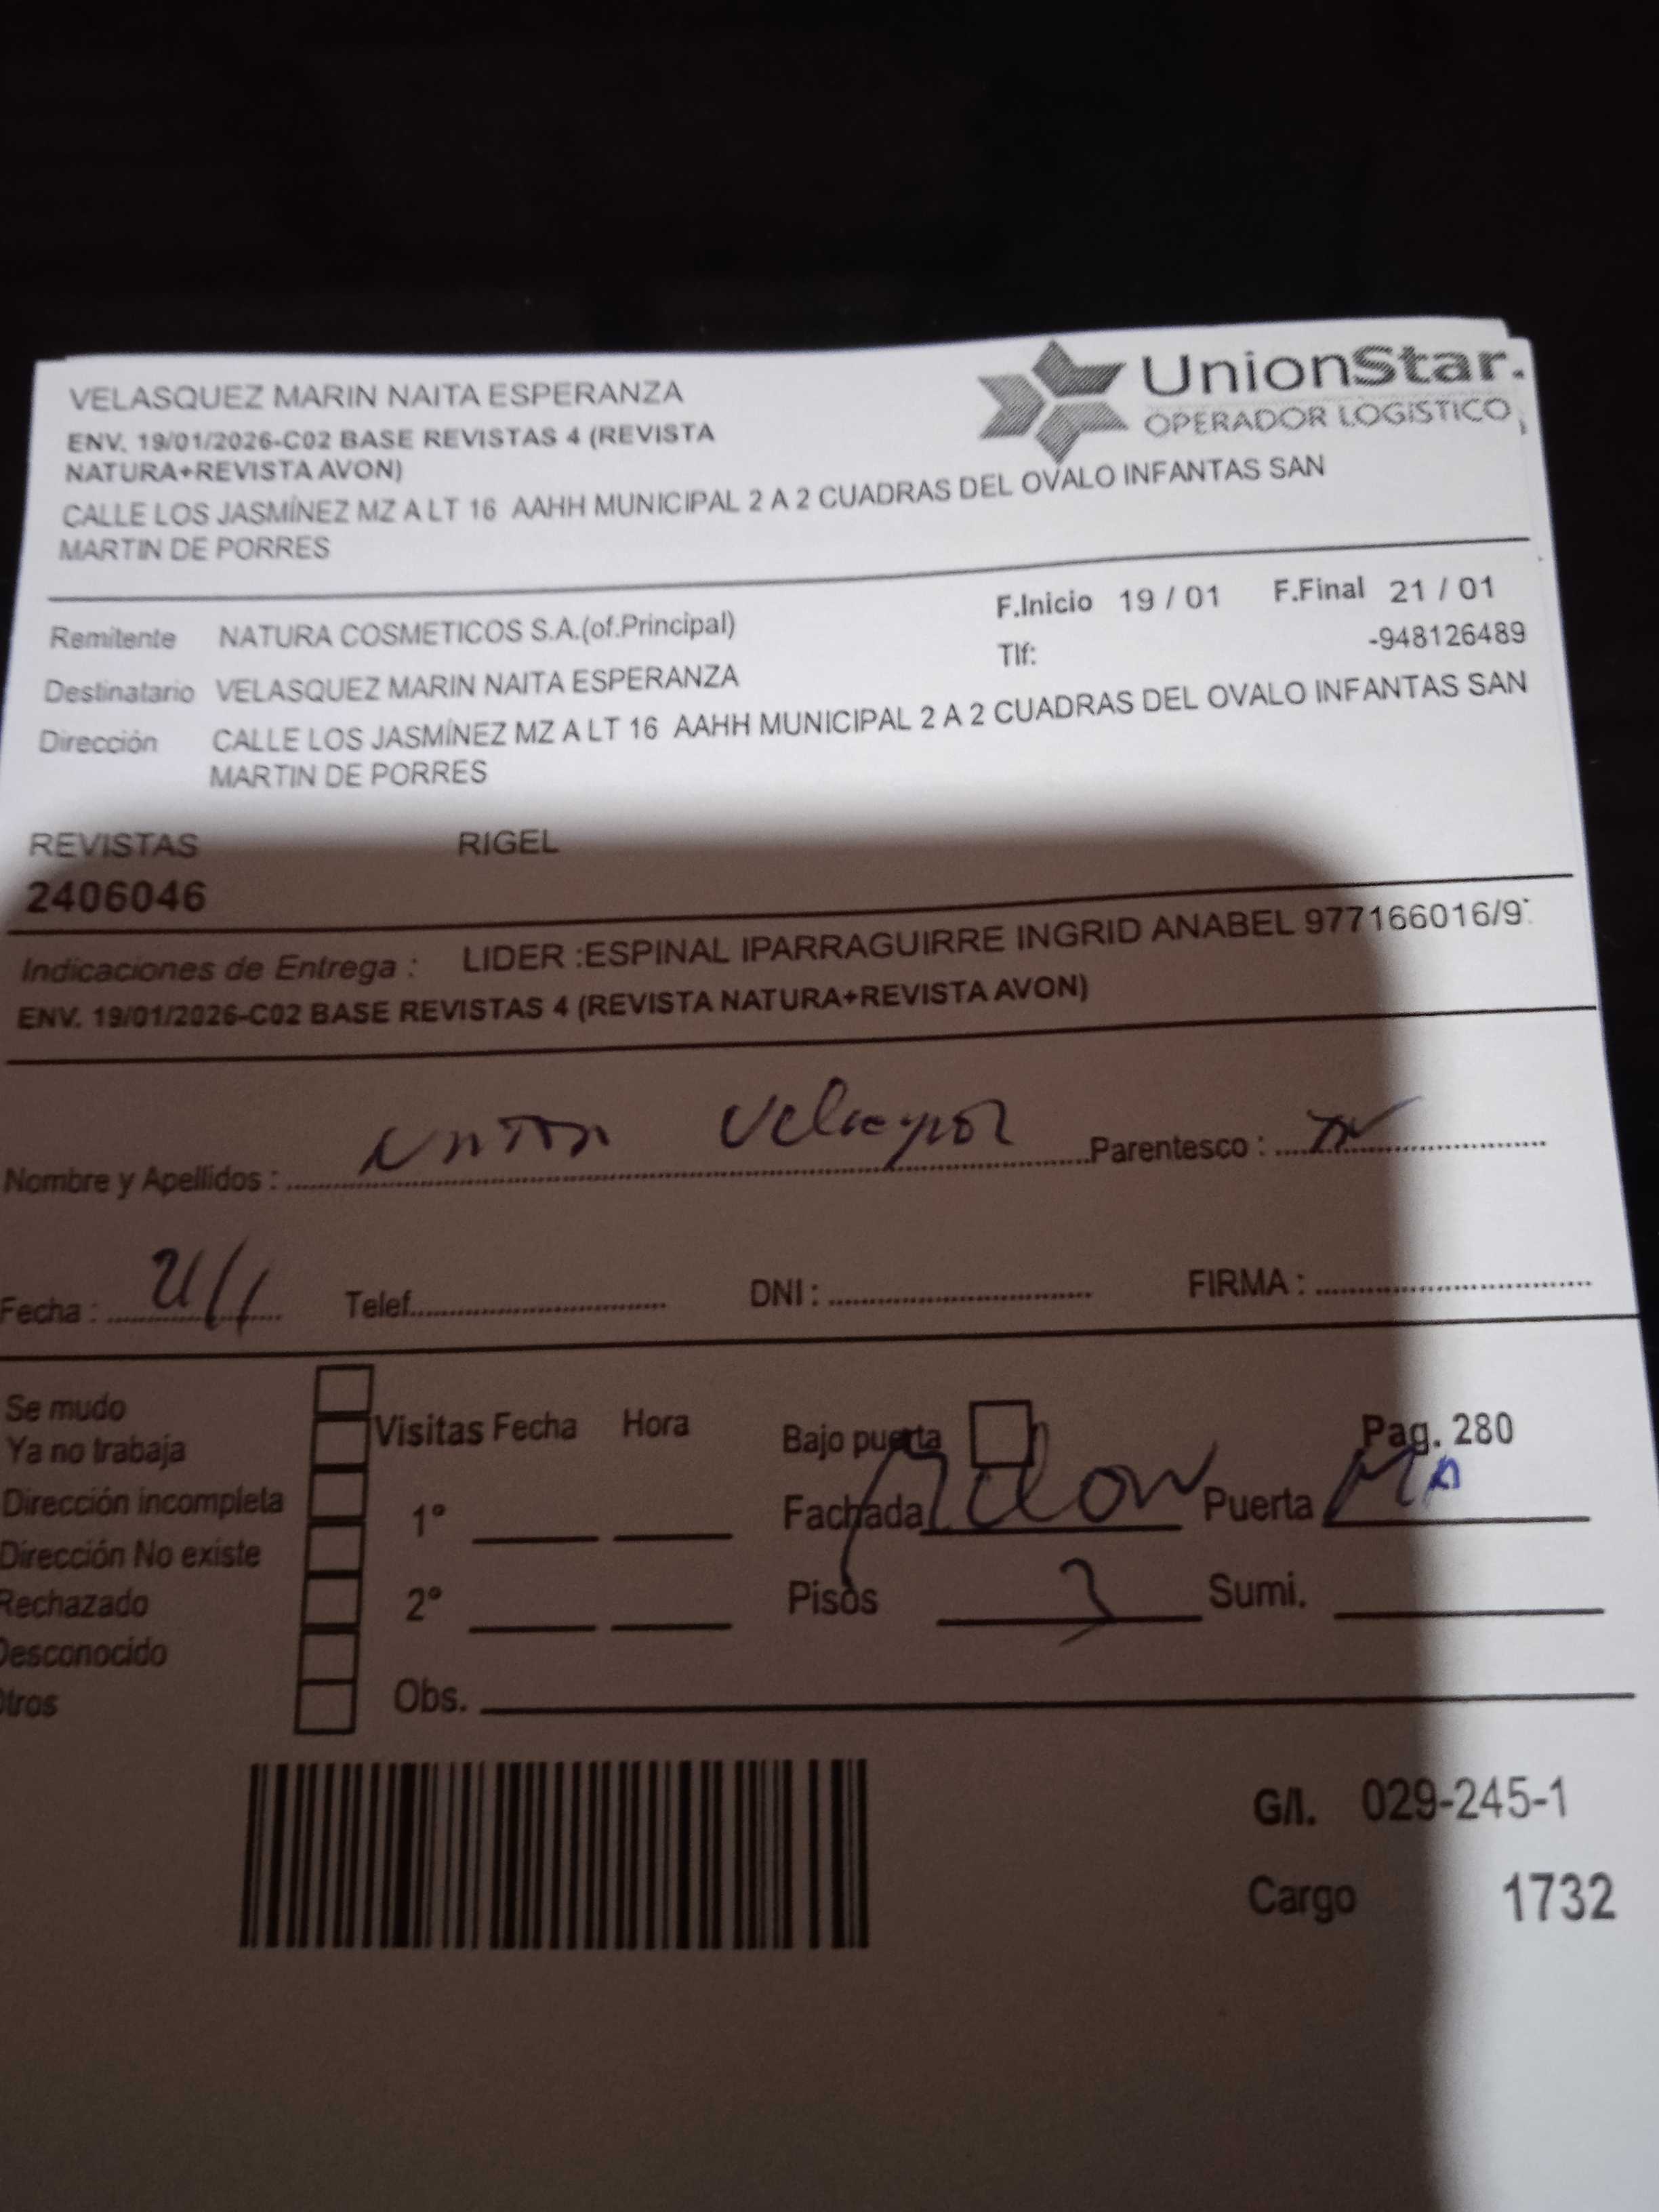 VELASQUEZ MARIN NAITA ESPERANZA
UnionStar.
OPERADOR LOGISTICO
ENV. 19/01/2026-C02 BASE REVISTAS 4 (REVISTA
NATURA+REVISTA AVON)
CALLE LOS JASMÍNEZ MZ A LT 16 AAHH MUNICIPAL 2 A 2 CUADRAS DEL OVALO INFANTAS SAN
MARTIN DE PORRES
F.Inicio 19 / 01 F.Final 21 / 01
Remitente NATURA COSMETICOS S.A.(of.Principal)
Tlf: -948126489
Destinatario VELASQUEZ MARIN NAITA ESPERANZA
Dirección CALLE LOS JASMÍNEZ MZ A LT 16 AAHH MUNICIPAL 2 A 2 CUADRAS DEL OVALO INFANTAS SAN
MARTIN DE PORRES
REVISTAS RIGEL
2406046
Indicaciones de Entrega : LIDER :ESPINAL IPARRAGUIRRE INGRID ANABEL 977166016/9
ENV. 19/01/2026-C02 BASE REVISTAS 4 (REVISTA NATURA+REVISTA AVON)
Nombre y Apellidos : Parentesco :
Fecha : 21/1 Telef. DNI : FIRMA :
Se mudo
Ya no trabaja
Dirección incompleta
Dirección No existe
Rechazado
Desconocido
Otros
Visitas Fecha Hora
1°
2°
Bajo puerta Pag. 280
Fachada Puerta
Pisos 3 Sumi.
Obs.
G/I. 029-245-1
Cargo 1732